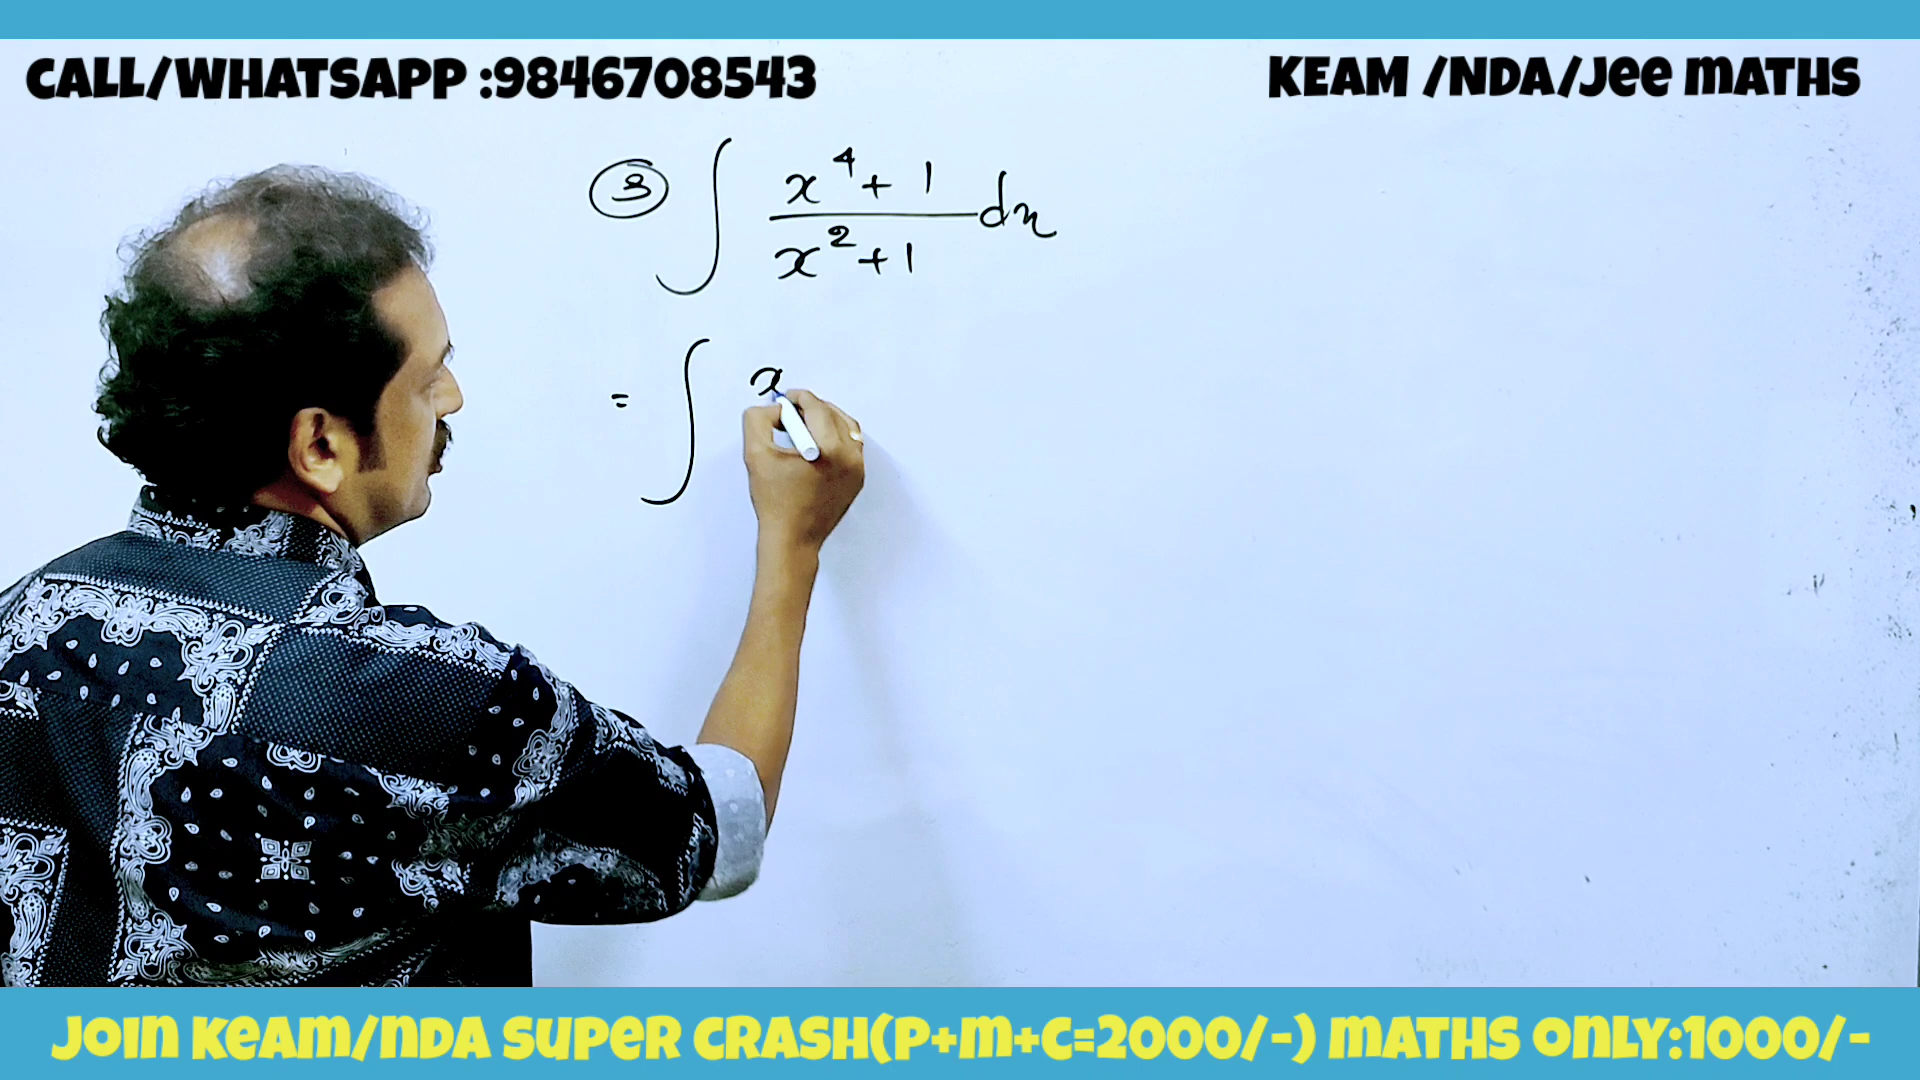 CALL/WHATSAPP :9846708543
KEAM /NDA/Jee MATHS
③ ∫ x⁴+1 / x²+1 dx
= ∫ x
JOIN KEAM/NDA SUPER CRASH(P+M+C=2000/-) MATHS ONLY:1000/-